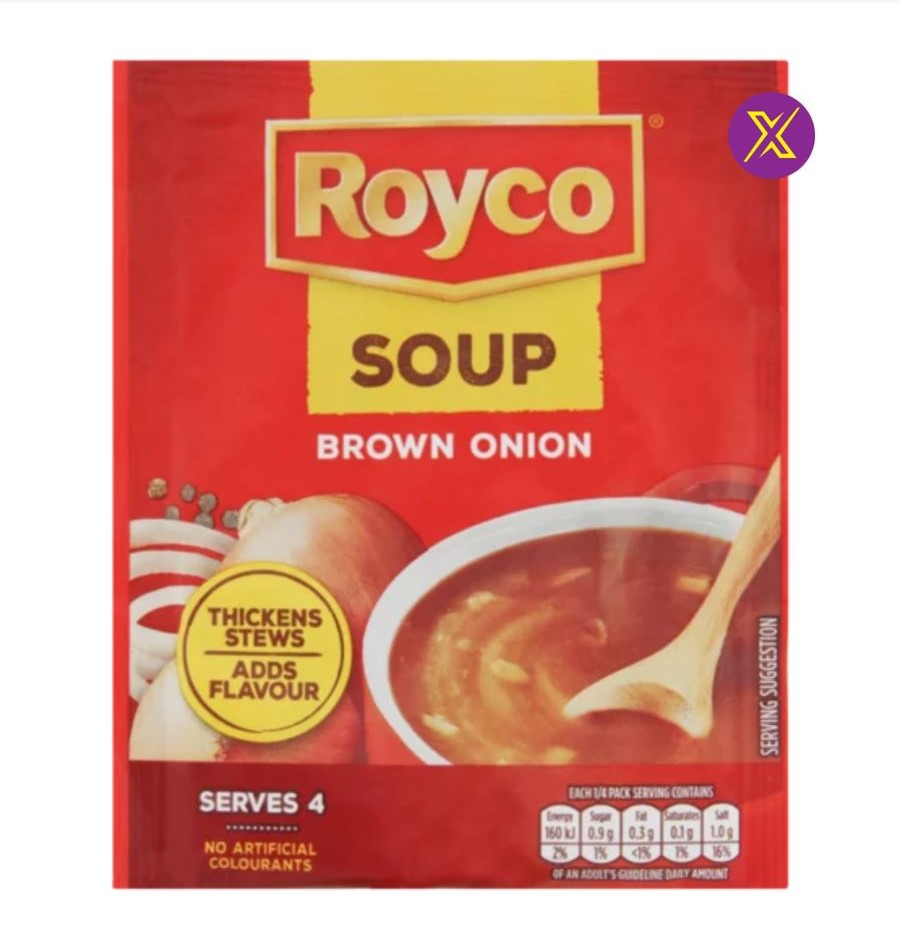 Royco
®
SOUP
BROWN ONION
THICKENS
STEWS
ADDS
FLAVOUR
SERVING SUGGESTION
SERVES 4
NO ARTIFICIAL
COLOURANTS
EACH 1/4 PACK SERVING CONTAINS
Energy Sugar Fat Saturates Salt
160 kJ 0.9 g 0.3 g 0.1 g 1.0 g
2% 1% <1% 1% 16%
OF AN ADULT'S GUIDELINE DAILY AMOUNT
X